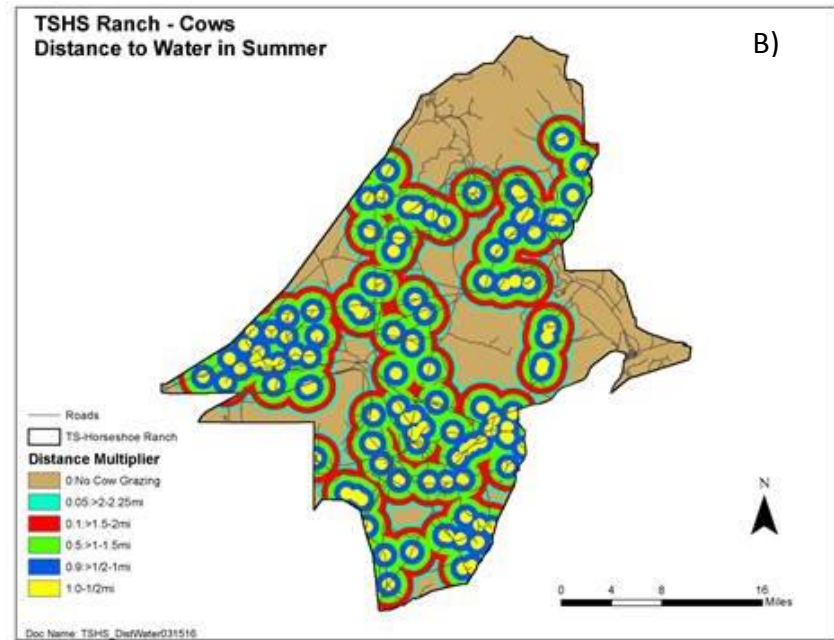 TSHS Ranch - Cows
Distance to Water in Summer
B)
Roads
TS-Horseshoe Ranch
Distance Multiplier
0:No Cow Grazing
0.05:>2-2.25mi
0.1:>1.5-2mi
0.5:>1-1.5mi
0.9:>1/2-1mi
1:0-1/2mi
N
0 4 8 16
Miles
Doc Name: TSHS_DistWater031516